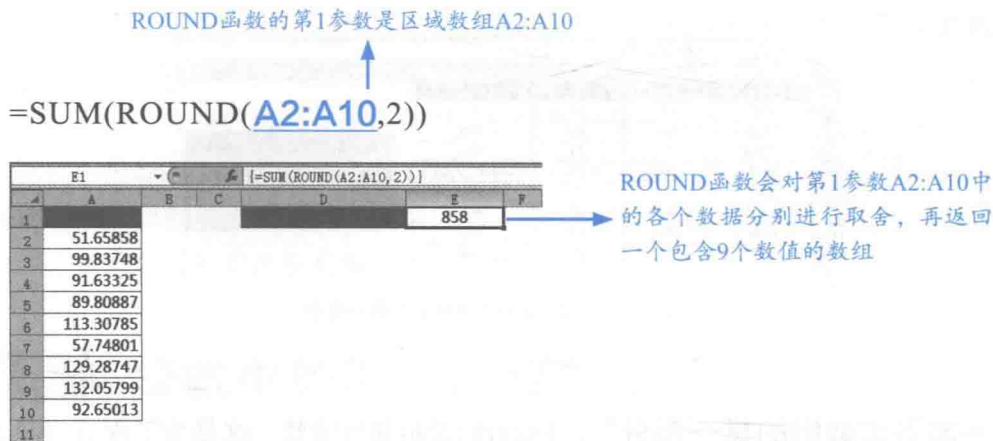 ROUND函数的第1参数是区域数组A2:A10
=SUM(ROUND(A2:A10,2))
E1 fx {=SUM(ROUND(A2:A10,2))}
A B C D E F
1 858
2 51.65858
3 99.83748
4 91.63325
5 89.80887
6 113.30785
7 57.74801
8 129.28747
9 132.05799
10 92.65013
11
ROUND函数会对第1参数A2:A10中
的各个数据分别进行取舍，再返回
一个包含9个数值的数组